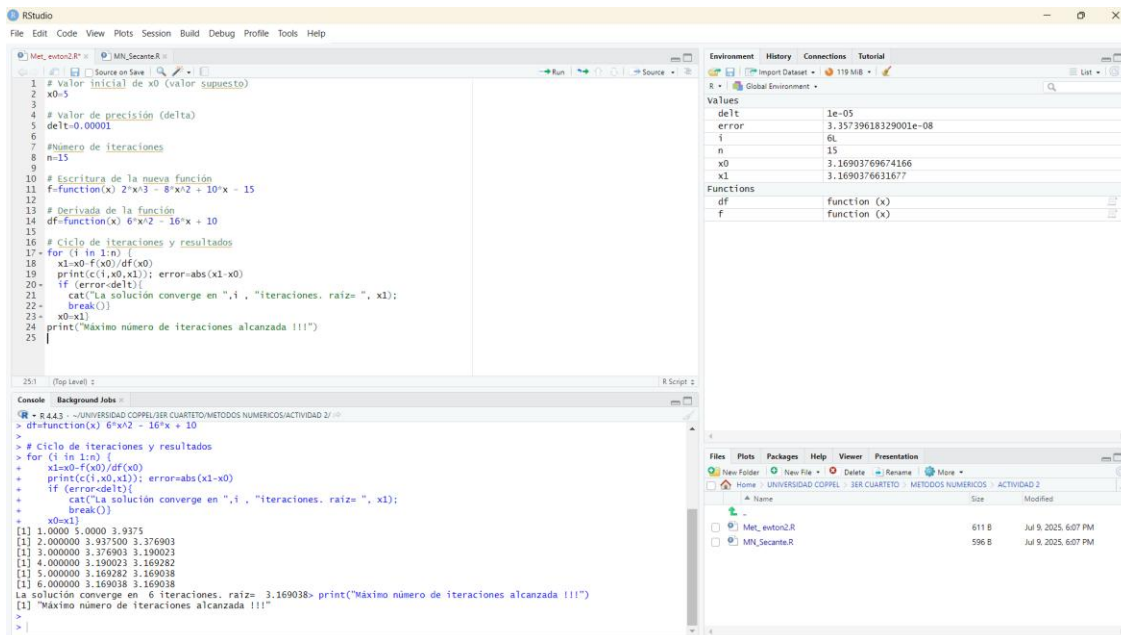 RStudio
File Edit Code View Plots Session Build Debug Profile Tools Help
Met_ ewton2.R* MN_Secante.R
Source on Save Run Source
1 # Valor inicial de x0 (valor supuesto)
2 x0=5
3
4 # Valor de precisión (delta)
5 delt=0.00001
6
7 #Número de iteraciones
8 n=15
9
10 # Escritura de la nueva función
11 f=function(x) 2*x^3 - 8*x^2 + 10*x - 15
12
13 # Derivada de la función
14 df=function(x) 6*x^2 - 16*x + 10
15
16 # Ciclo de iteraciones y resultados
17 for (i in 1:n) {
18 x1=x0-f(x0)/df(x0)
19 print(c(i,x0,x1)); error=abs(x1-x0)
20 if (error<delt){
21 cat("La solución converge en ",i , "iteraciones. raíz= ", x1);
22 break()}
23 x0=x1}
24 print("Máximo número de iteraciones alcanzada !!!")
25
25:1 (Top Level) R Script
Console Background Jobs
R 4.4.3 · ~/UNIVERSIDAD COPPEL/3ER CUARTETO/METODOS NUMERICOS/ACTIVIDAD 2/
> df=function(x) 6*x^2 - 16*x + 10
>
> # Ciclo de iteraciones y resultados
> for (i in 1:n) {
+ x1=x0-f(x0)/df(x0)
+ print(c(i,x0,x1)); error=abs(x1-x0)
+ if (error<delt){
+ cat("La solución converge en ",i , "iteraciones. raíz= ", x1);
+ break()}
+ x0=x1}
[1] 1.0000 5.0000 3.9375
[1] 2.000000 3.937500 3.376903
[1] 3.000000 3.376903 3.190023
[1] 4.000000 3.190023 3.169282
[1] 5.000000 3.169282 3.169038
[1] 6.000000 3.169038 3.169038
La solución converge en 6 iteraciones. raíz= 3.169038> print("Máximo número de iteraciones alcanzada !!!")
[1] "Máximo número de iteraciones alcanzada !!!"
>
>
Environment History Connections Tutorial
Import Dataset 119 MiB List
R Global Environment
Values
delt 1e-05
error 3.35739618329001e-08
i 6L
n 15
x0 3.16903769674166
x1 3.1690376631677
Functions
df function (x)
f function (x)
Files Plots Packages Help Viewer Presentation
New Folder New File Delete Rename More
Home UNIVERSIDAD COPPEL 3ER CUARTETO METODOS NUMERICOS ACTIVIDAD 2
Name Size Modified
..
Met_ ewton2.R 611 B Jul 9, 2025, 6:07 PM
MN_Secante.R 596 B Jul 9, 2025, 6:07 PM